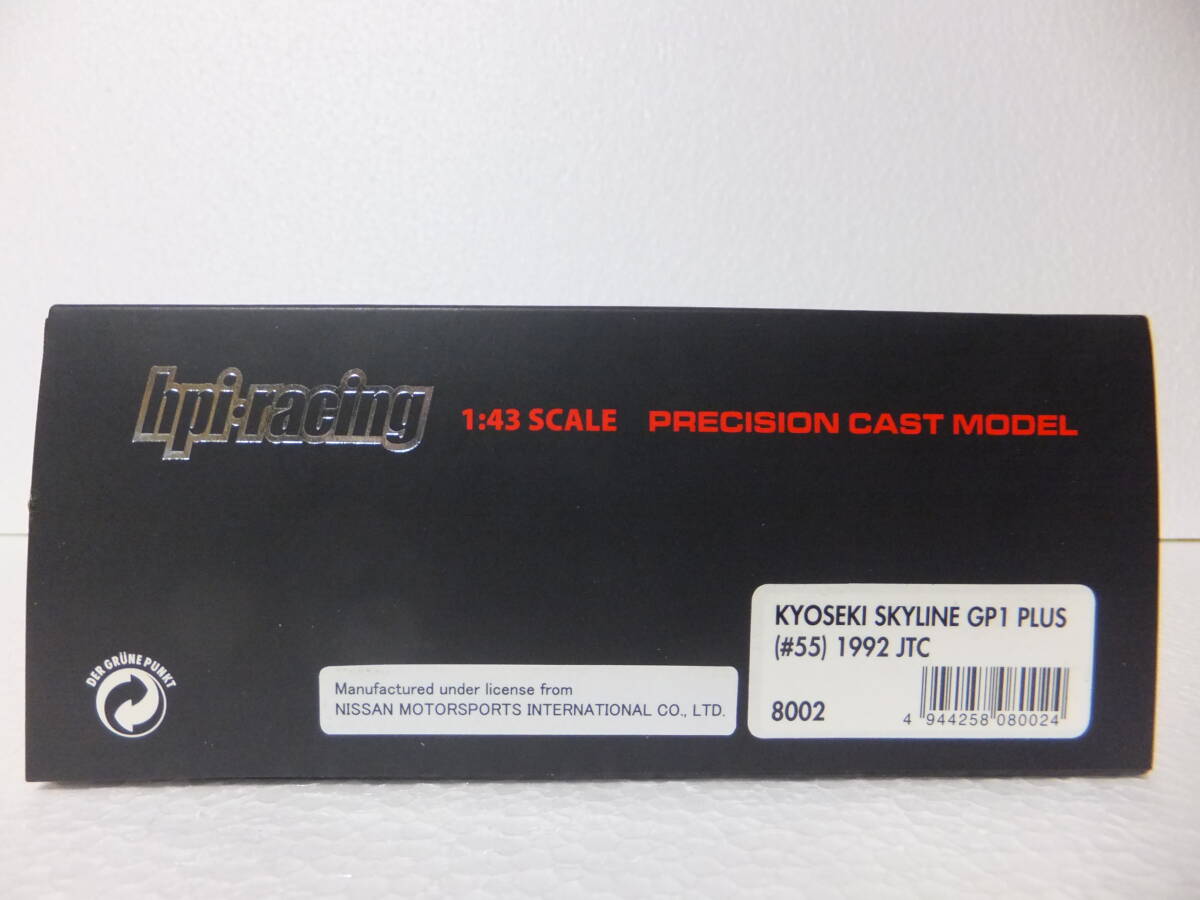 hpi·racing
1:43 SCALE PRECISION CAST MODEL
KYOSEKI SKYLINE GP1 PLUS
(#55) 1992 JTC
8002
4 944258 080024
Manufactured under license from
NISSAN MOTORSPORTS INTERNATIONAL CO., LTD.
DER GRÜNE PUNKT